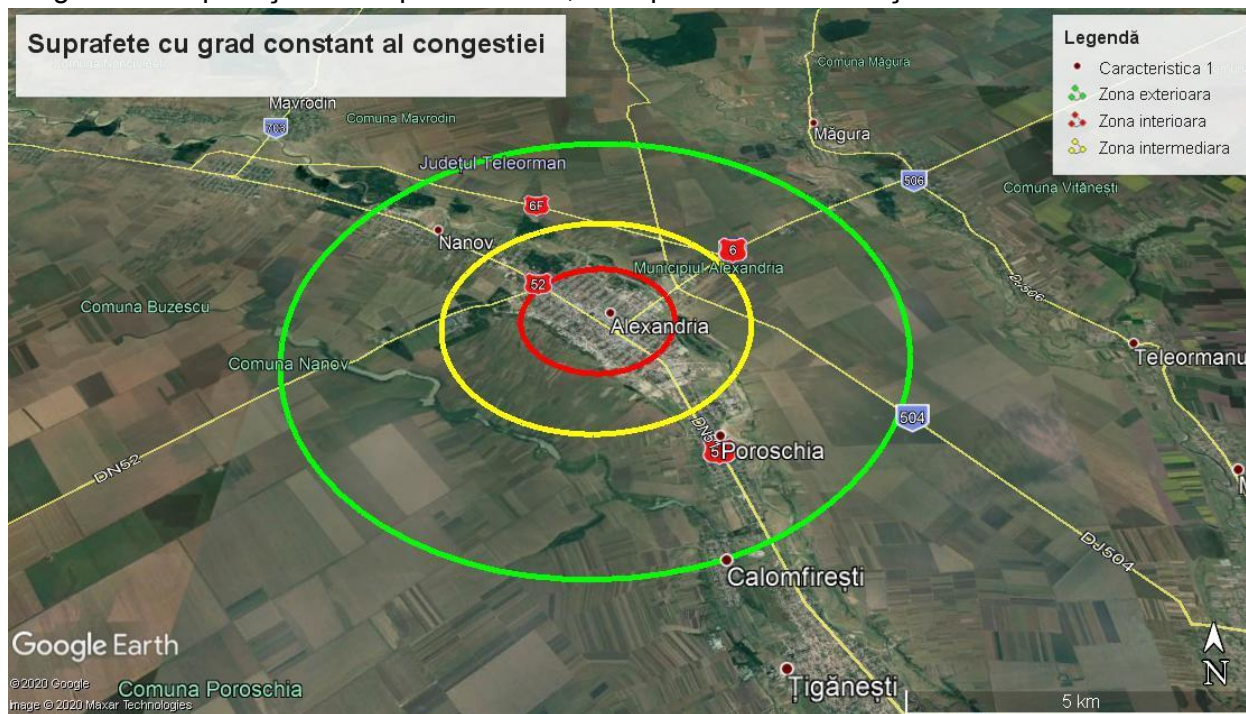 Suprafete cu grad constant al congestiei
Legendă
Caracteristica 1
Zona exterioara
Zona interioara
Zona intermediara
Comuna Măgura
Mavrodin
Comuna Mavrodin
703
Măgura
Județul Teleorman
506
Comuna Vitănești
6F
Nanov
6
Municipiul Alexandria
52
DJ506
Comuna Buzescu
Alexandria
Teleormanu
Comuna Nanov
504
DN51
Poroschia
5
DN52
M
DJ504
Calomfirești
Google Earth
Țigănești
© 2020 Google
Comuna Poroschia
Image © 2020 Maxar Technologies
5 km
N